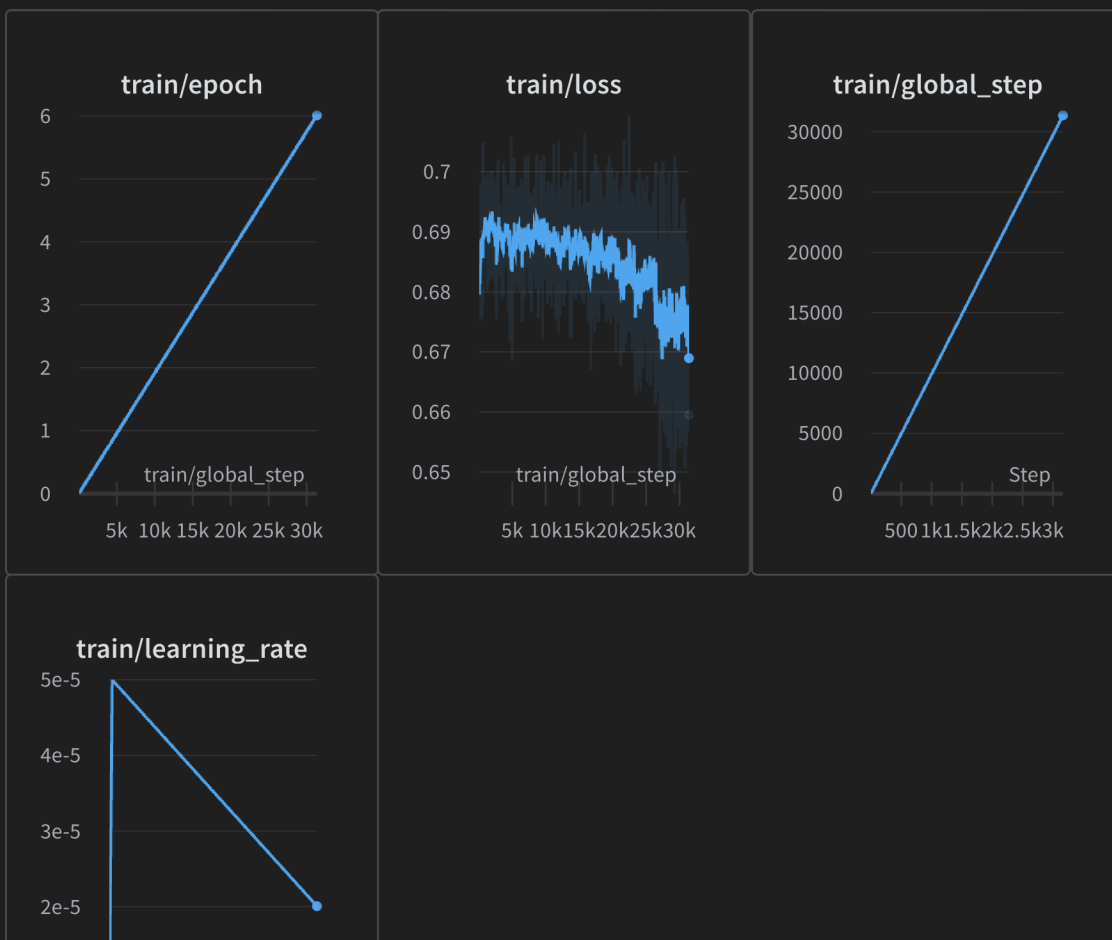 train/epoch
6
5
4
3
2
1
0
train/global_step
5k 10k 15k 20k 25k 30k
train/loss
0.7
0.69
0.68
0.67
0.66
0.65
train/global_step
5k 10k15k20k25k30k
train/global_step
30000
25000
20000
15000
10000
5000
0
Step
500 1k1.5k2k2.5k3k
train/learning_rate
5e-5
4e-5
3e-5
2e-5